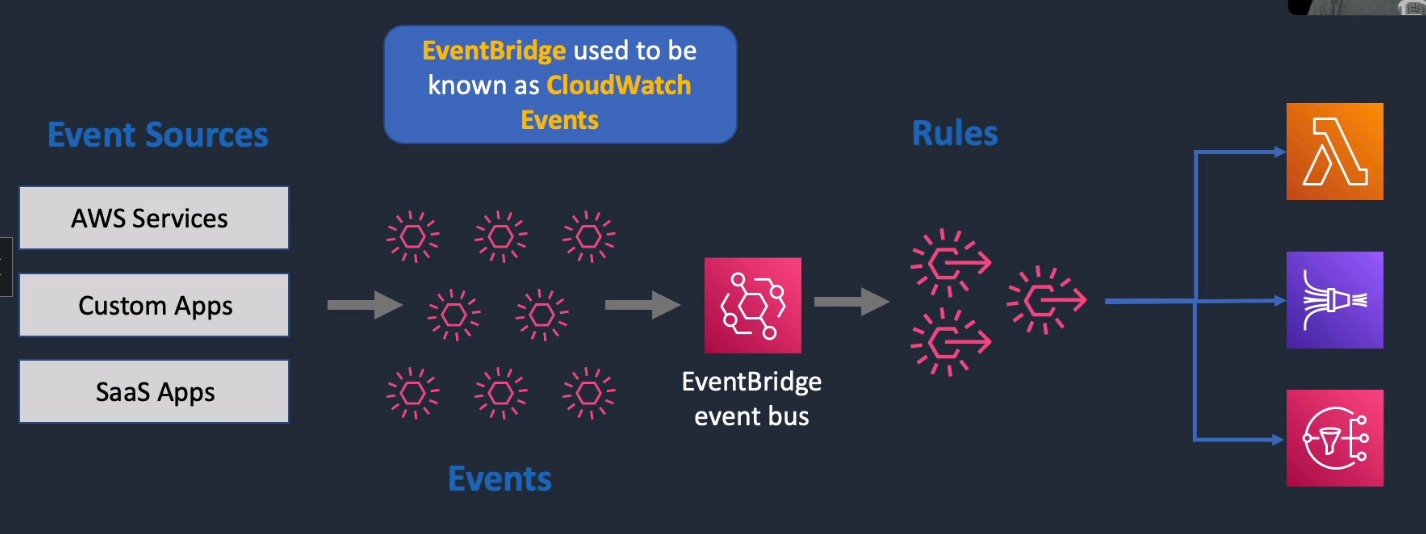 EventBridge used to be
known as CloudWatch
Events
Event Sources
AWS Services
Custom Apps
SaaS Apps
Events
EventBridge
event bus
Rules